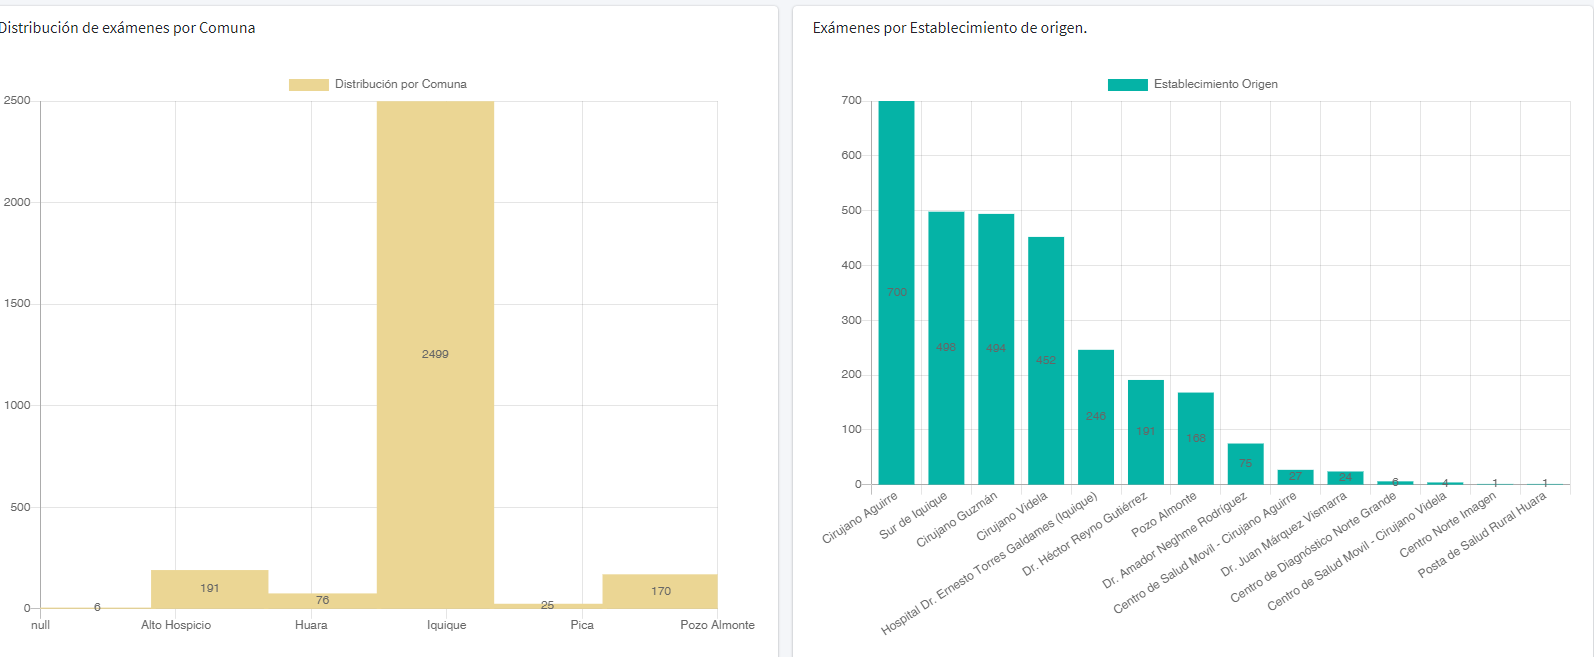 Distribución de exámenes por Comuna
Distribución por Comuna
2500
2000
1500
1000
500
0
6
191
76
2499
25
170
null
Alto Hospicio
Huara
Iquique
Pica
Pozo Almonte
Exámenes por Establecimiento de origen.
Establecimiento Origen
700
600
500
400
300
200
100
0
700
498
494
452
246
191
168
75
27
24
6
4
1
1
Cirujano Aguirre
Sur de Iquique
Cirujano Guzmán
Cirujano Videla
Hospital Dr. Ernesto Torres Galdames (Iquique)
Dr. Héctor Reyno Gutiérrez
Pozo Almonte
Dr. Amador Neghme Rodríguez
Centro de Salud Movil - Cirujano Aguirre
Dr. Juan Márquez Vismarra
Centro de Diagnóstico Norte Grande
Centro de Salud Movil - Cirujano Videla
Centro Norte Imagen
Posta de Salud Rural Huara